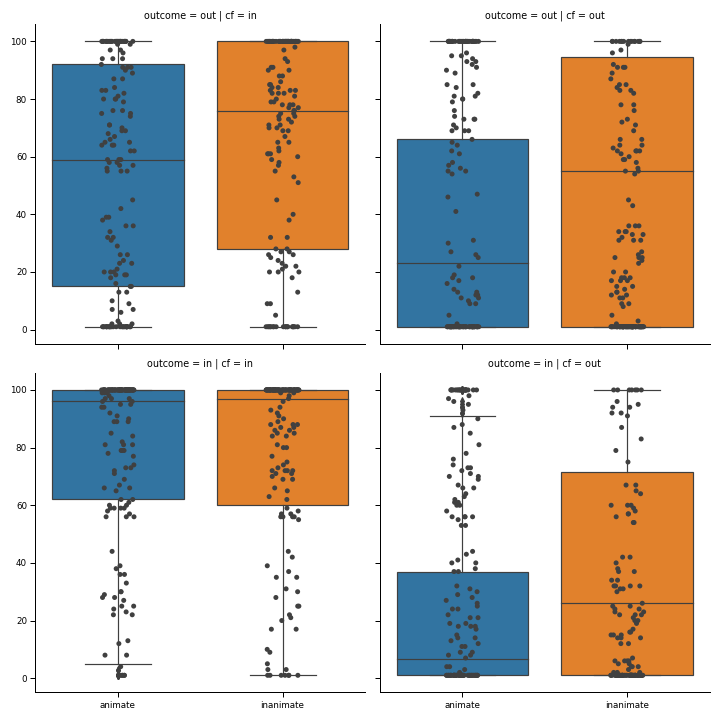 outcome = out | cf = in
outcome = out | cf = out
100
80
60
40
20
0
outcome = in | cf = in
outcome = in | cf = out
100
80
60
40
20
0
animate
inanimate
animate
inanimate